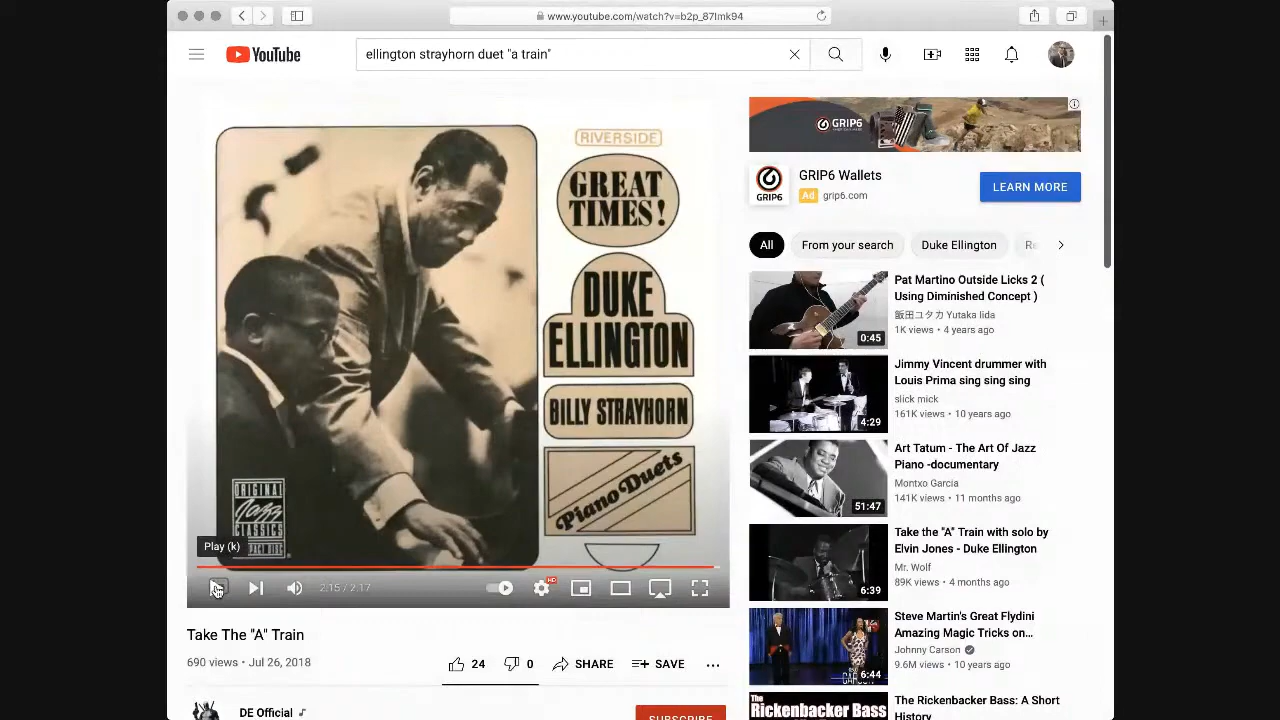 www.youtube.com/watch?v=b2p_87Imk94
YouTube
ellington strayhorn duet "a train"
RIVERSIDE
GREAT
TIMES!
DUKE
ELLINGTON
BILLY STRAYHORN
Piano Duets
ORIGINAL
Jazz
CLASSICS
Play (k)
2:15 / 2:17
HD
Take The "A" Train
690 views • Jul 26, 2018
24
0
SHARE
SAVE
DE Official
SUBSCRIBE
GRIP6
GRIP6
GRIP6 Wallets
Ad grip6.com
LEARN MORE
All
From your search
Duke Ellington
Re
Pat Martino Outside Licks 2 (
Using Diminished Concept )
飯田ユタカ Yutaka Iida
1K views • 4 years ago
0:45
Jimmy Vincent drummer with
Louis Prima sing sing sing
slick mick
161K views • 10 years ago
4:29
Art Tatum - The Art Of Jazz
Piano -documentary
Montxo Garcia
141K views • 11 months ago
51:47
Take the "A" Train with solo by
Elvin Jones - Duke Ellington
Mr. Wolf
89K views • 4 months ago
6:39
Steve Martin's Great Flydini
Amazing Magic Tricks on...
Johnny Carson
9.6M views • 10 years ago
6:44
The
Rickenbacker Bass
The Rickenbacker Bass: A Short
History